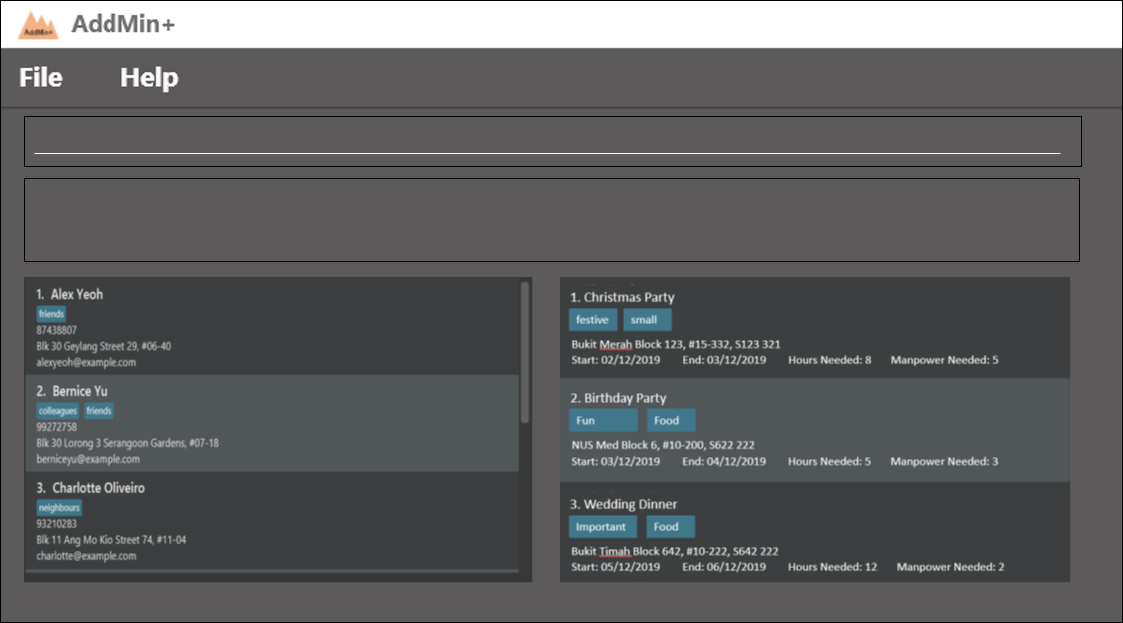 AddMin+
AddMin+
File Help
1. Alex Yeoh
friends
87438807
Blk 30 Geylang Street 29, #06-40
alexyeoh@example.com
2. Bernice Yu
colleagues friends
99272758
Blk 30 Lorong 3 Serangoon Gardens, #07-18
berniceyu@example.com
3. Charlotte Oliveiro
neighbours
93210283
Blk 11 Ang Mo Kio Street 74, #11-04
charlotte@example.com
1. Christmas Party
festive small
Bukit Merah Block 123, #15-332, S123 321
Start: 02/12/2019 End: 03/12/2019 Hours Needed: 8 Manpower Needed: 5
2. Birthday Party
Fun Food
NUS Med Block 6, #10-200, S622 222
Start: 03/12/2019 End: 04/12/2019 Hours Needed: 5 Manpower Needed: 3
3. Wedding Dinner
Important Food
Bukit Timah Block 642, #10-222, S642 222
Start: 05/12/2019 End: 06/12/2019 Hours Needed: 12 Manpower Needed: 2